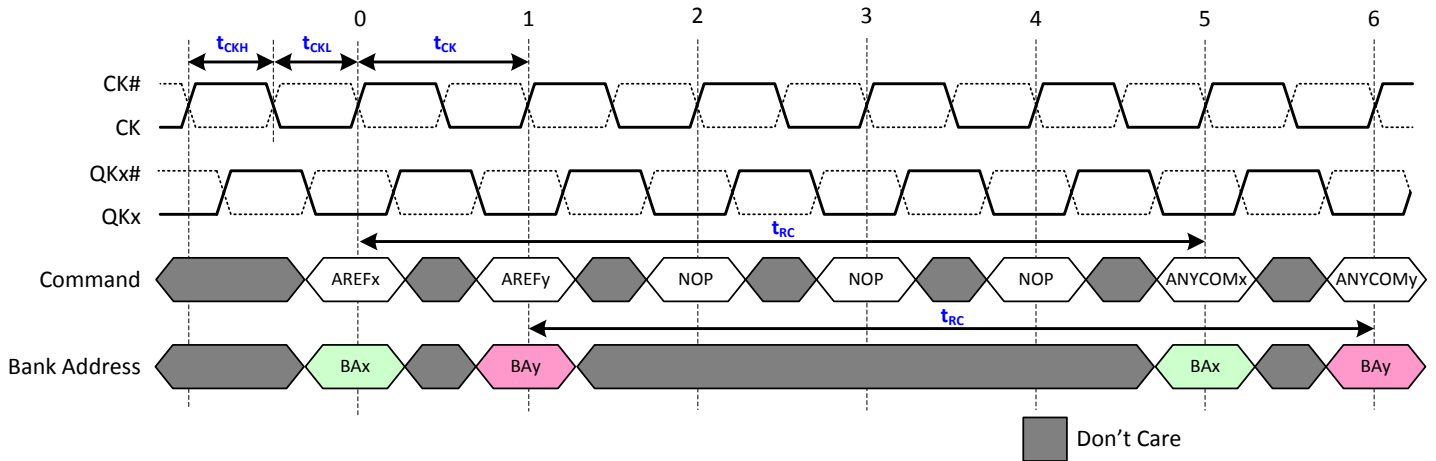 0 1 2 3 4 5 6
tCKH tCKL tCK
CK#
CK
QKx#
QKx
tRC
Command AREFx AREFy NOP NOP NOP ANYCOMx ANYCOMy
tRC
Bank Address BAx BAy BAx BAy
Don't Care